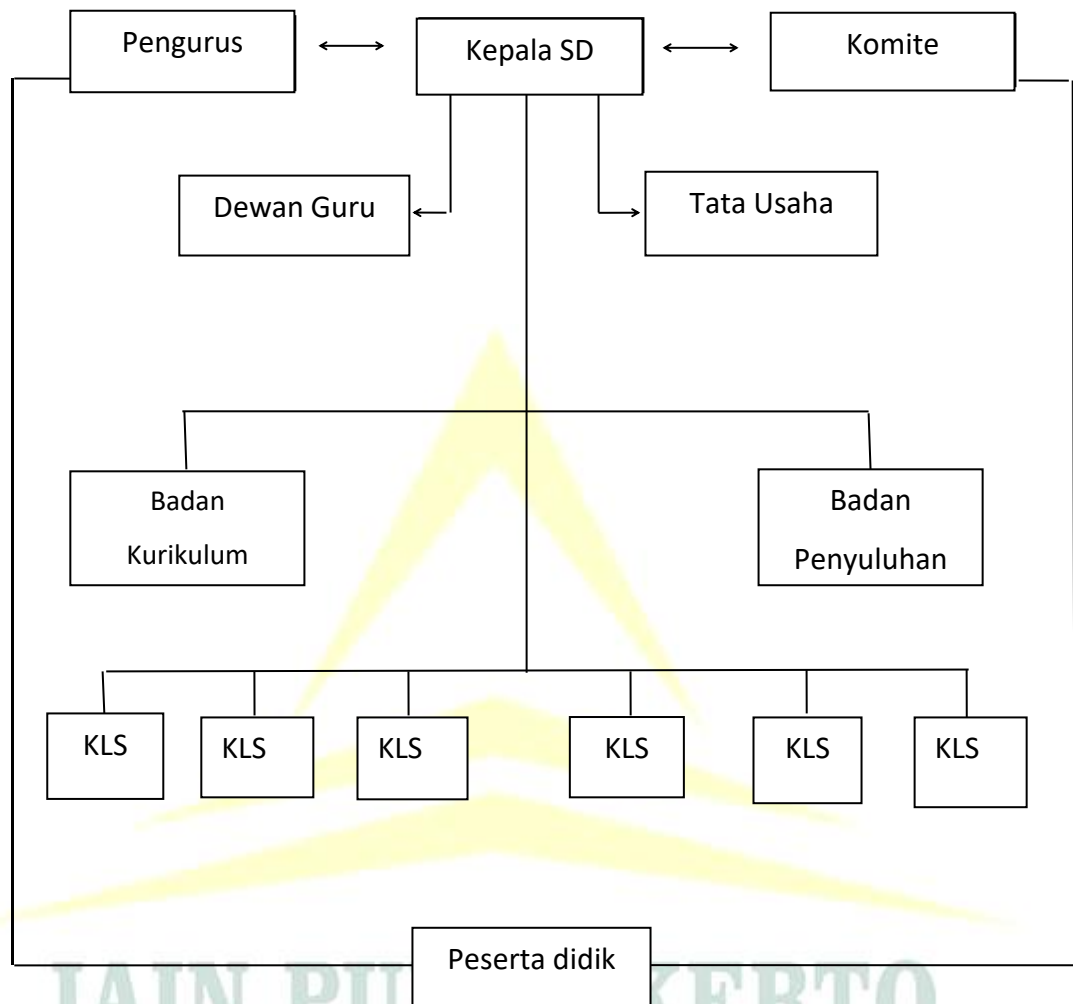 Pengurus
Kepala SD
Komite
Dewan Guru
Tata Usaha
Badan
Kurikulum
Badan
Penyuluhan
KLS
KLS
KLS
KLS
KLS
KLS
Peserta didik
IAIN